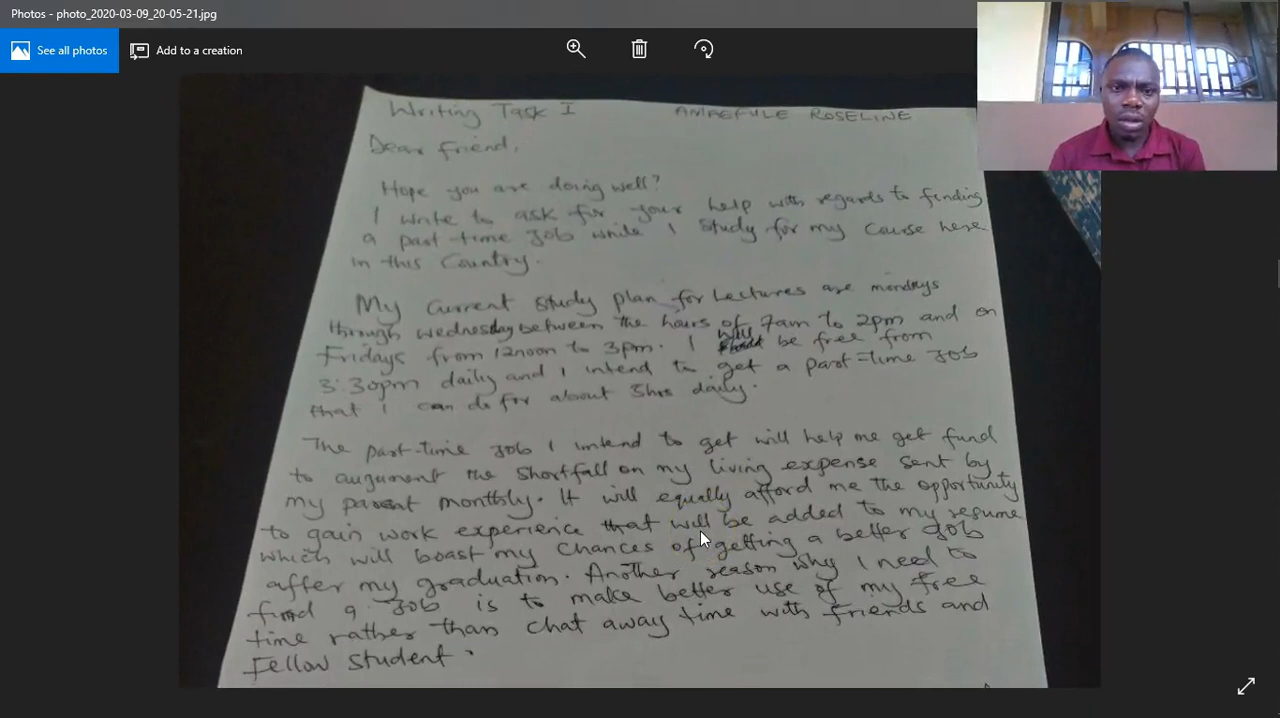 Photos - photo_2020-03-09_20-05-21.jpg
See all photos
Add to a creation
Writing Task I ANAEFULE ROSELINE
Dear friend,
Hope you are doing well?
I write to ask for your help with regards to finding
a part-time Job while I study for my Course here
in this Country.
My current study plan for Lectures are mondays
through wednesday between the hours of 7am to 2pm and on
Fridays from 12noon to 3pm. I will be free from
3:30pm daily and I intend to get a part-time Job
that I can do for about 5hrs daily.
The part-time Job I intend to get will help me get fund
to augument the shortfall on my living expense sent by
my parent monthly. It will equally afford me the opportunity
to gain work experience that will be added to my resume
which will boast my chances of getting a better Job
after my graduation. Another reason why I need to
find a Job is to make better use of my free
time rather than chat away time with friends and
Fellow Student.